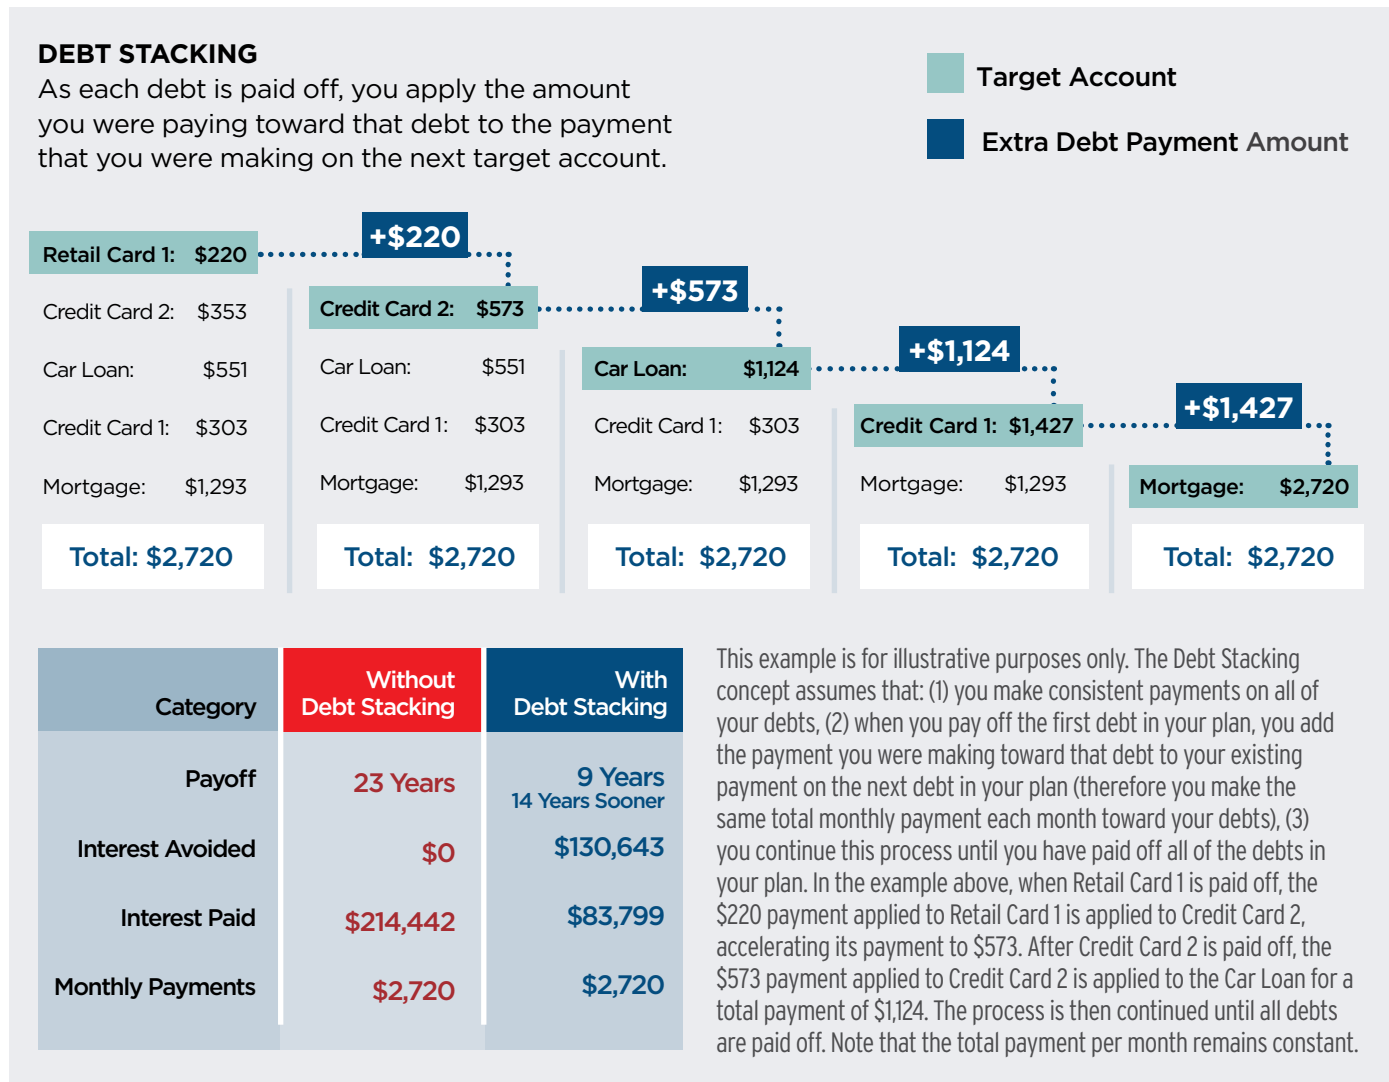 DEBT STACKING
As each debt is paid off, you apply the amount
you were paying toward that debt to the payment
that you were making on the next target account.
Target Account
Extra Debt Payment Amount
Retail Card 1: $220
Credit Card 2: $353
Car Loan: $551
Credit Card 1: $303
Mortgage: $1,293
Total: $2,720
+$220
Credit Card 2: $573
Car Loan: $551
Credit Card 1: $303
Mortgage: $1,293
Total: $2,720
+$573
Car Loan: $1,124
Credit Card 1: $303
Mortgage: $1,293
Total: $2,720
+$1,124
Credit Card 1: $1,427
Mortgage: $1,293
Total: $2,720
+$1,427
Mortgage: $2,720
Total: $2,720
Category
Without
Debt Stacking
With
Debt Stacking
Payoff
23 Years
9 Years
14 Years Sooner
Interest Avoided
$0
$130,643
Interest Paid
$214,442
$83,799
Monthly Payments
$2,720
$2,720
This example is for illustrative purposes only. The Debt Stacking
concept assumes that: (1) you make consistent payments on all of
your debts, (2) when you pay off the first debt in your plan, you add
the payment you were making toward that debt to your existing
payment on the next debt in your plan (therefore you make the
same total monthly payment each month toward your debts), (3)
you continue this process until you have paid off all of the debts in
your plan. In the example above, when Retail Card 1 is paid off, the
$220 payment applied to Retail Card 1 is applied to Credit Card 2,
accelerating its payment to $573. After Credit Card 2 is paid off, the
$573 payment applied to Credit Card 2 is applied to the Car Loan for a
total payment of $1,124. The process is then continued until all debts
are paid off. Note that the total payment per month remains constant.